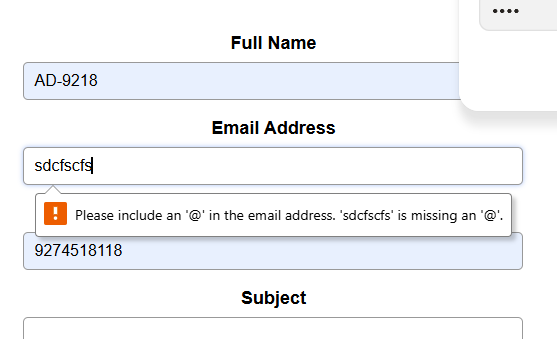 ••••
Full Name
AD-9218
Email Address
sdcfscfs
Please include an '@' in the email address. 'sdcfscfs' is missing an '@'.
9274518118
Subject